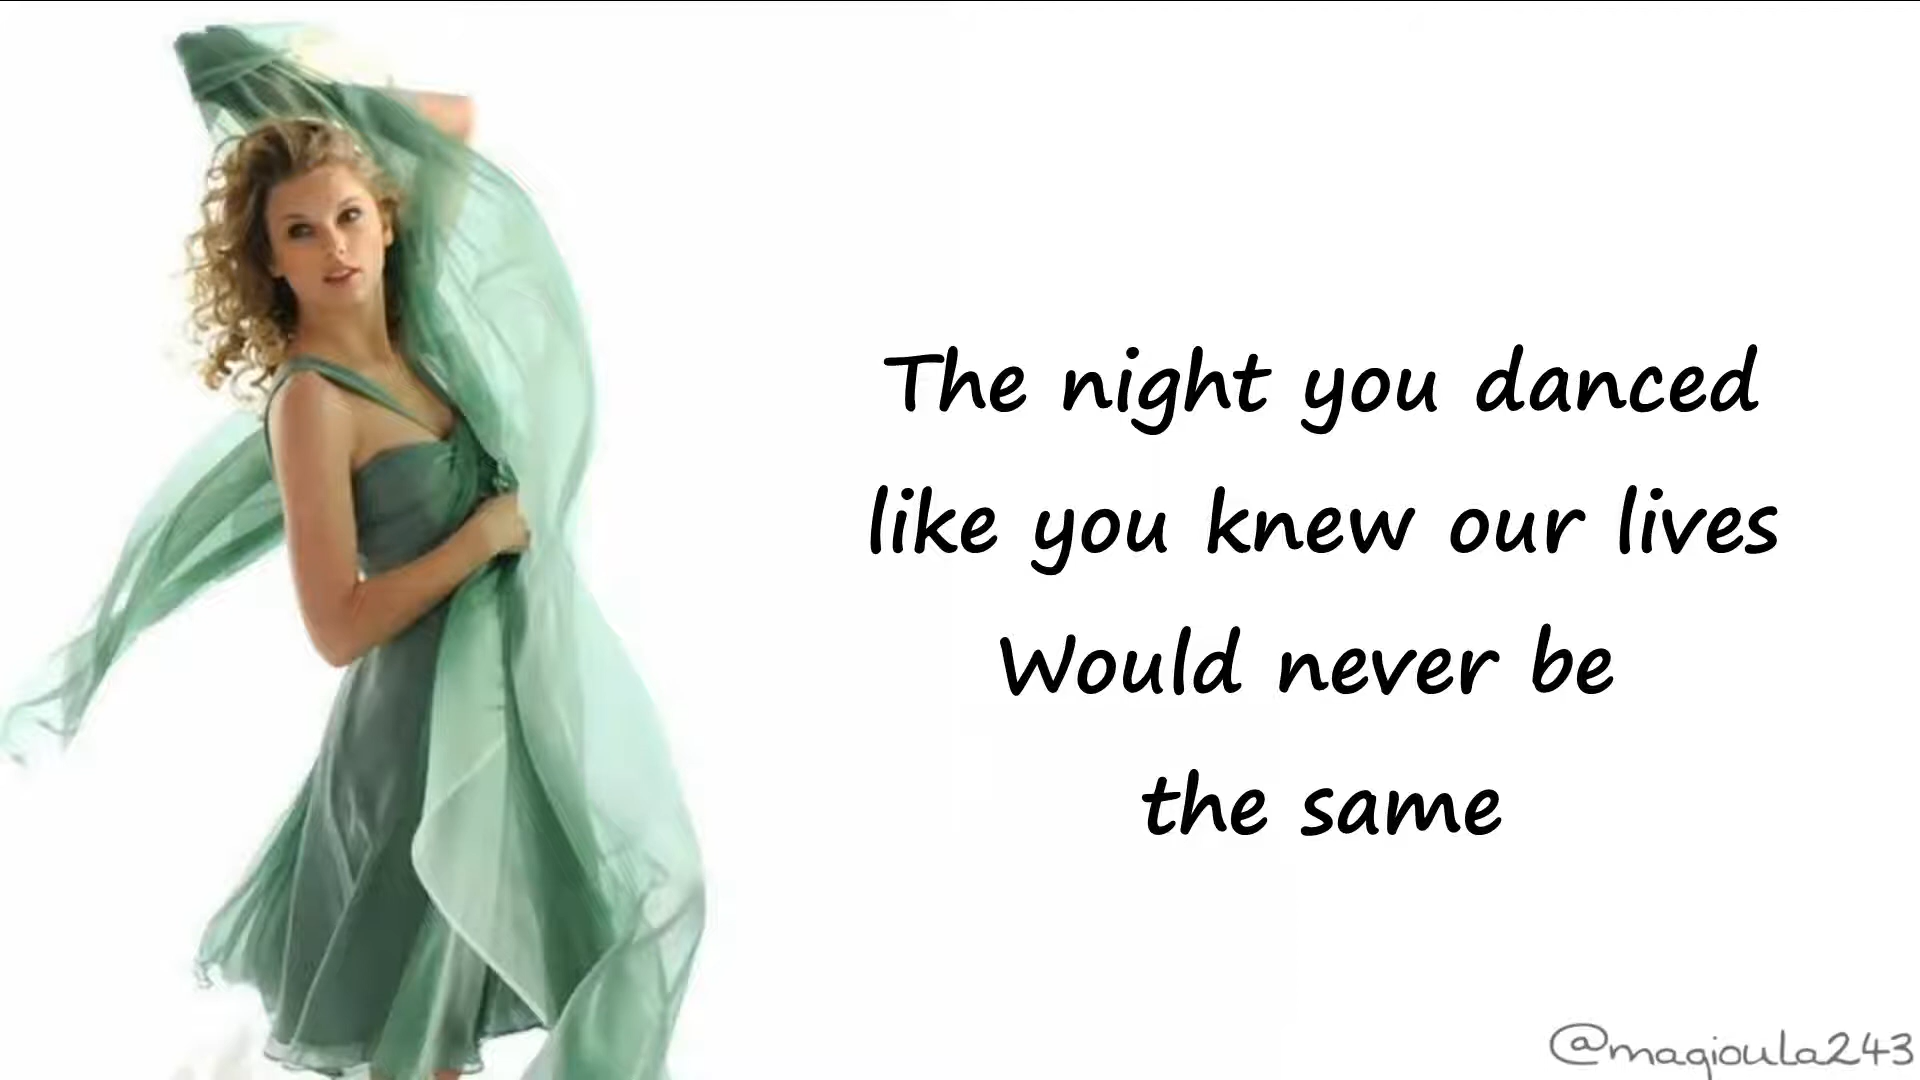 The night you danced
like you knew our lives
Would never be
the same
@magioula243